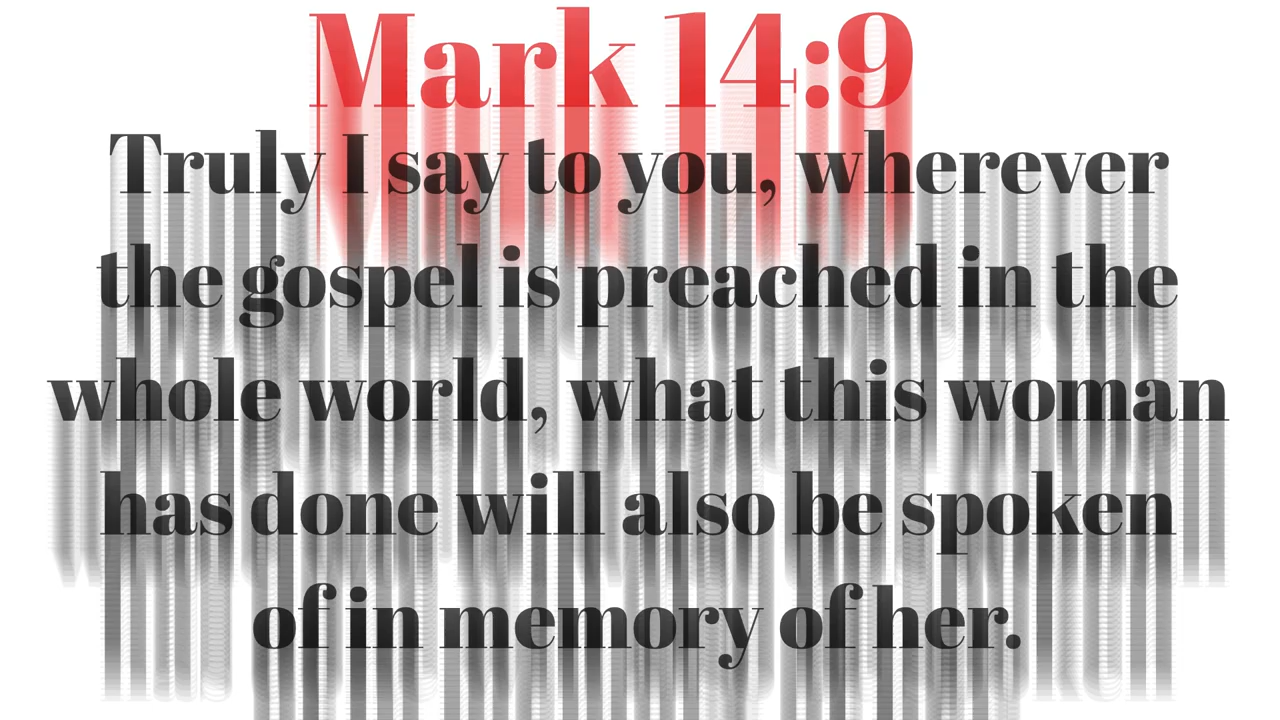 Mark 14:9
Truly I say to you, wherever
the gospel is preached in the
whole world, what this woman
has done will also be spoken
of in memory of her.